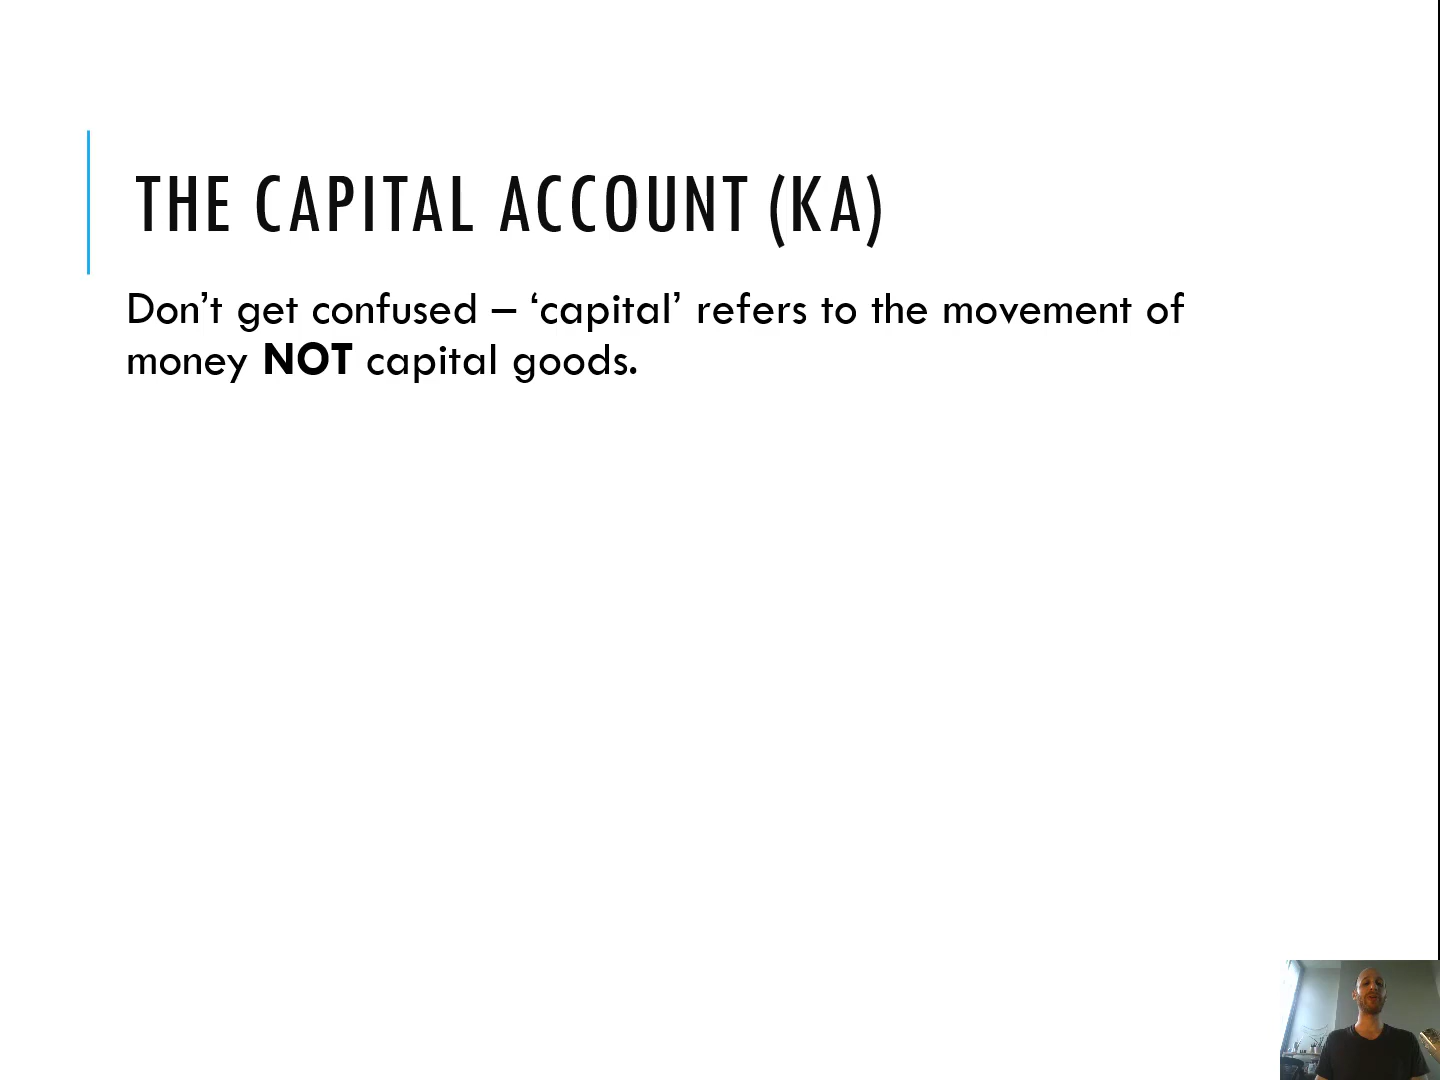 THE CAPITAL ACCOUNT (KA)
Don’t get confused – ‘capital’ refers to the movement of
money NOT capital goods.